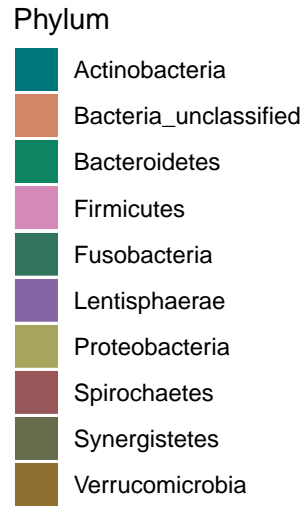 Phylum
Actinobacteria
Bacteria_unclassified
Bacteroidetes
Firmicutes
Fusobacteria
Lentisphaerae
Proteobacteria
Spirochaetes
Synergistetes
Verrucomicrobia